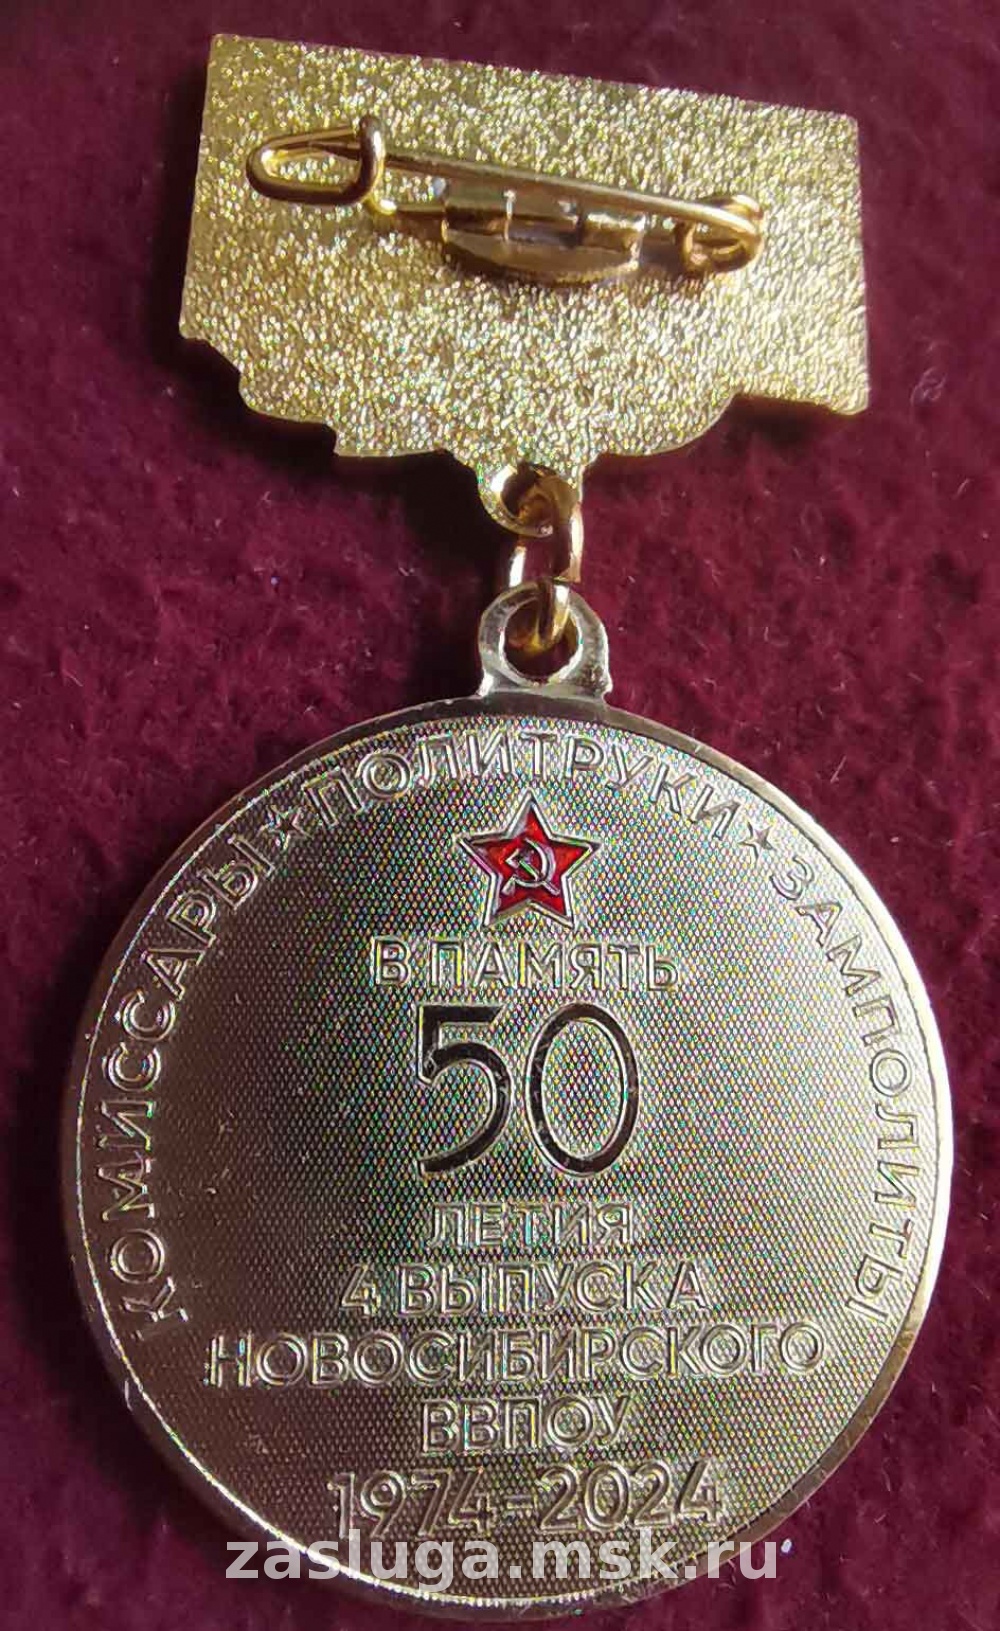 КОМИССАРЫ ★ ПОЛИТРУКИ ★ ЗАМПОЛИТЫ
В ПАМЯТЬ
50
ЛЕТИЯ
4 ВЫПУСКА
НОВОСИБИРСКОГО
ВВПОУ
1974-2024
zasluga.msk.ru